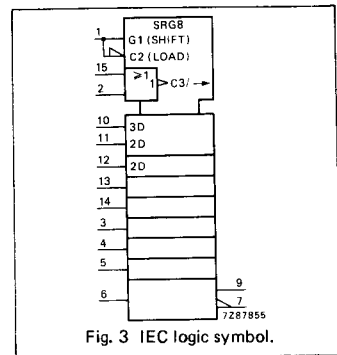 SRG8
1
G1 (SHIFT)
C2 (LOAD)
15
≥1
1
C3/→
2
10
3D
11
2D
12
2D
13
14
3
4
5
6
9
7
7Z87855
Fig. 3 IEC logic symbol.